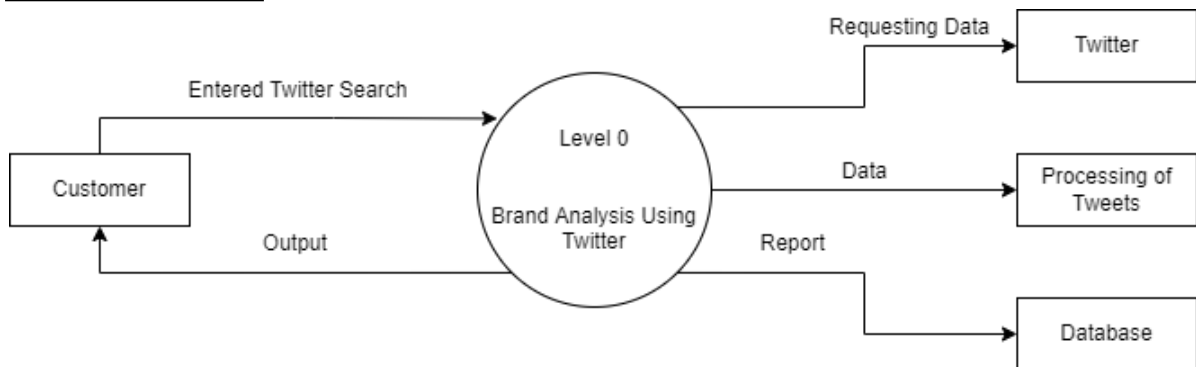 Requesting Data
Twitter
Entered Twitter Search
Level 0
Customer
Data
Processing of
Tweets
Brand Analysis Using
Twitter
Output
Report
Database